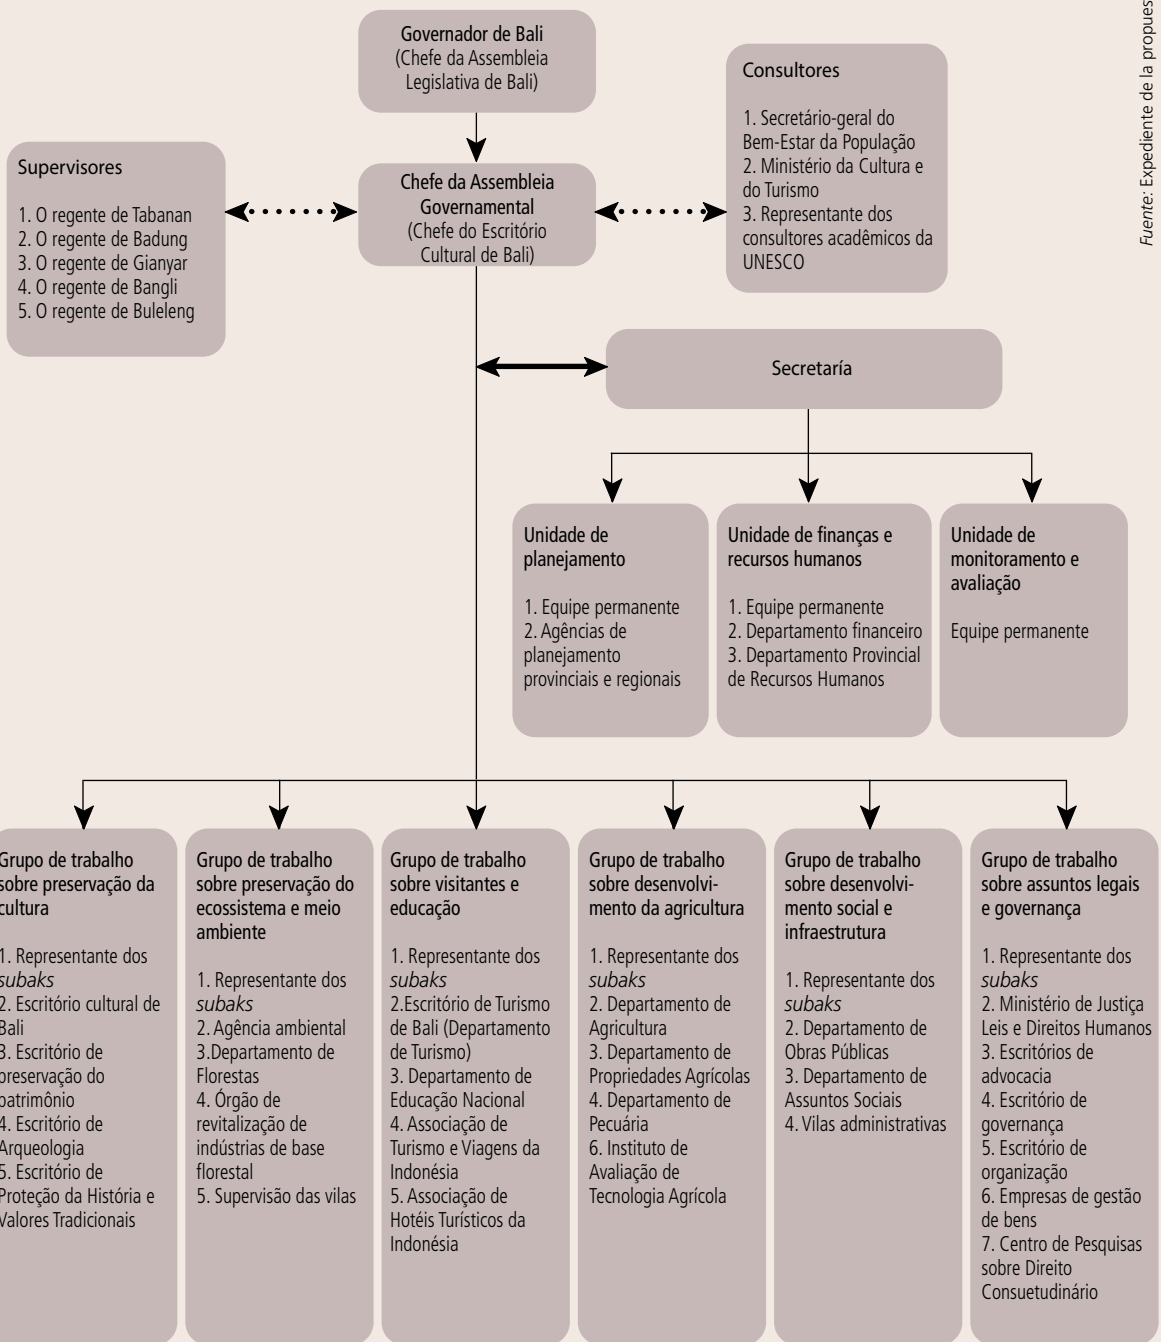 Governador de Bali
(Chefe da Assembleia
Legislativa de Bali)
Consultores
1. Secretário-geral do
Bem-Estar da População
2. Ministério da Cultura e
do Turismo
3. Representante dos
consultores acadêmicos da
UNESCO
Fuente: Expediente de la propues
Supervisores
1. O regente de Tabanan
2. O regente de Badung
3. O regente de Gianyar
4. O regente de Bangli
5. O regente de Buleleng
Chefe da Assembleia
Governamental
(Chefe do Escritório
Cultural de Bali)
Secretaría
Unidade de
planejamento
1. Equipe permanente
2. Agências de
planejamento
provinciais e regionais
Unidade de finanças e
recursos humanos
1. Equipe permanente
2. Departamento financeiro
3. Departamento Provincial
de Recursos Humanos
Unidade de
monitoramento e
avaliação
Equipe permanente
Grupo de trabalho
sobre preservação da
cultura
1. Representante dos
subaks
2. Escritório cultural de
Bali
3. Escritório de
preservação do
patrimônio
4. Escritório de
Arqueologia
5. Escritório de
Proteção da História e
Valores Tradicionais
Grupo de trabalho
sobre preservação do
ecossistema e meio
ambiente
1. Representante dos
subaks
2. Agência ambiental
3.Departamento de
Florestas
4. Órgão de
revitalização de
indústrias de base
florestal
5. Supervisão das vilas
Grupo de trabalho
sobre visitantes e
educação
1. Representante dos
subaks
2.Escritório de Turismo
de Bali (Departamento
de Turismo)
3. Departamento de
Educação Nacional
4. Associação de
Turismo e Viagens da
Indonésia
5. Associação de
Hotéis Turísticos da
Indonésia
Grupo de trabalho
sobre desenvolvi-
mento da agricultura
1. Representante dos
subaks
2. Departamento de
Agricultura
3. Departamento de
Propriedades Agrícolas
4. Departamento de
Pecuária
6. Instituto de
Avaliação de
Tecnologia Agrícola
Grupo de trabalho
sobre desenvolvi-
mento social e
infraestrutura
1. Representante dos
subaks
2. Departamento de
Obras Públicas
3. Departamento de
Assuntos Sociais
4. Vilas administrativas
Grupo de trabalho
sobre assuntos legais
e governança
1. Representante dos
subaks
2. Ministério de Justiça
Leis e Direitos Humanos
3. Escritórios de
advocacia
4. Escritório de
governança
5. Escritório de
organização
6. Empresas de gestão
de bens
7. Centro de Pesquisas
sobre Direito
Consuetudinário